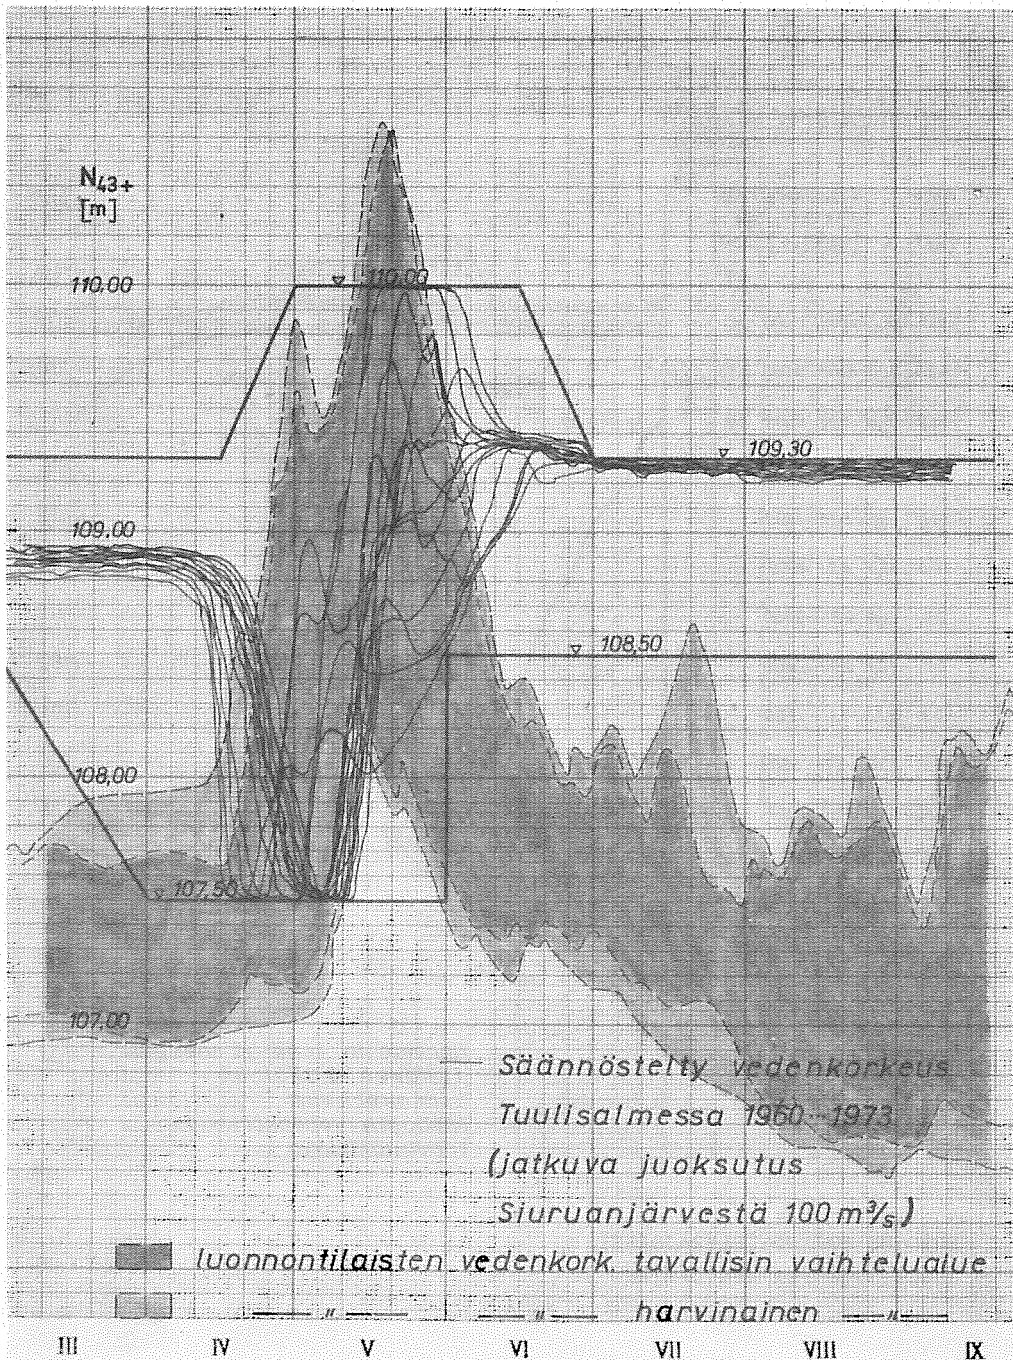 N43+
[m]
110,00
110,00
109,30
109,00
108,50
108,00
107,50
107,00
Säännöstelty vedenkorkeus
Tuulisalmessa 1960...1973
(jatkuva juoksutus
Siuruanjärvestä 100 m³/s)
luonnontilaisten vedenkork. tavallisin vaihtelualue
—〃— —〃— harvinainen —〃—
III IV V VI VII VIII IX